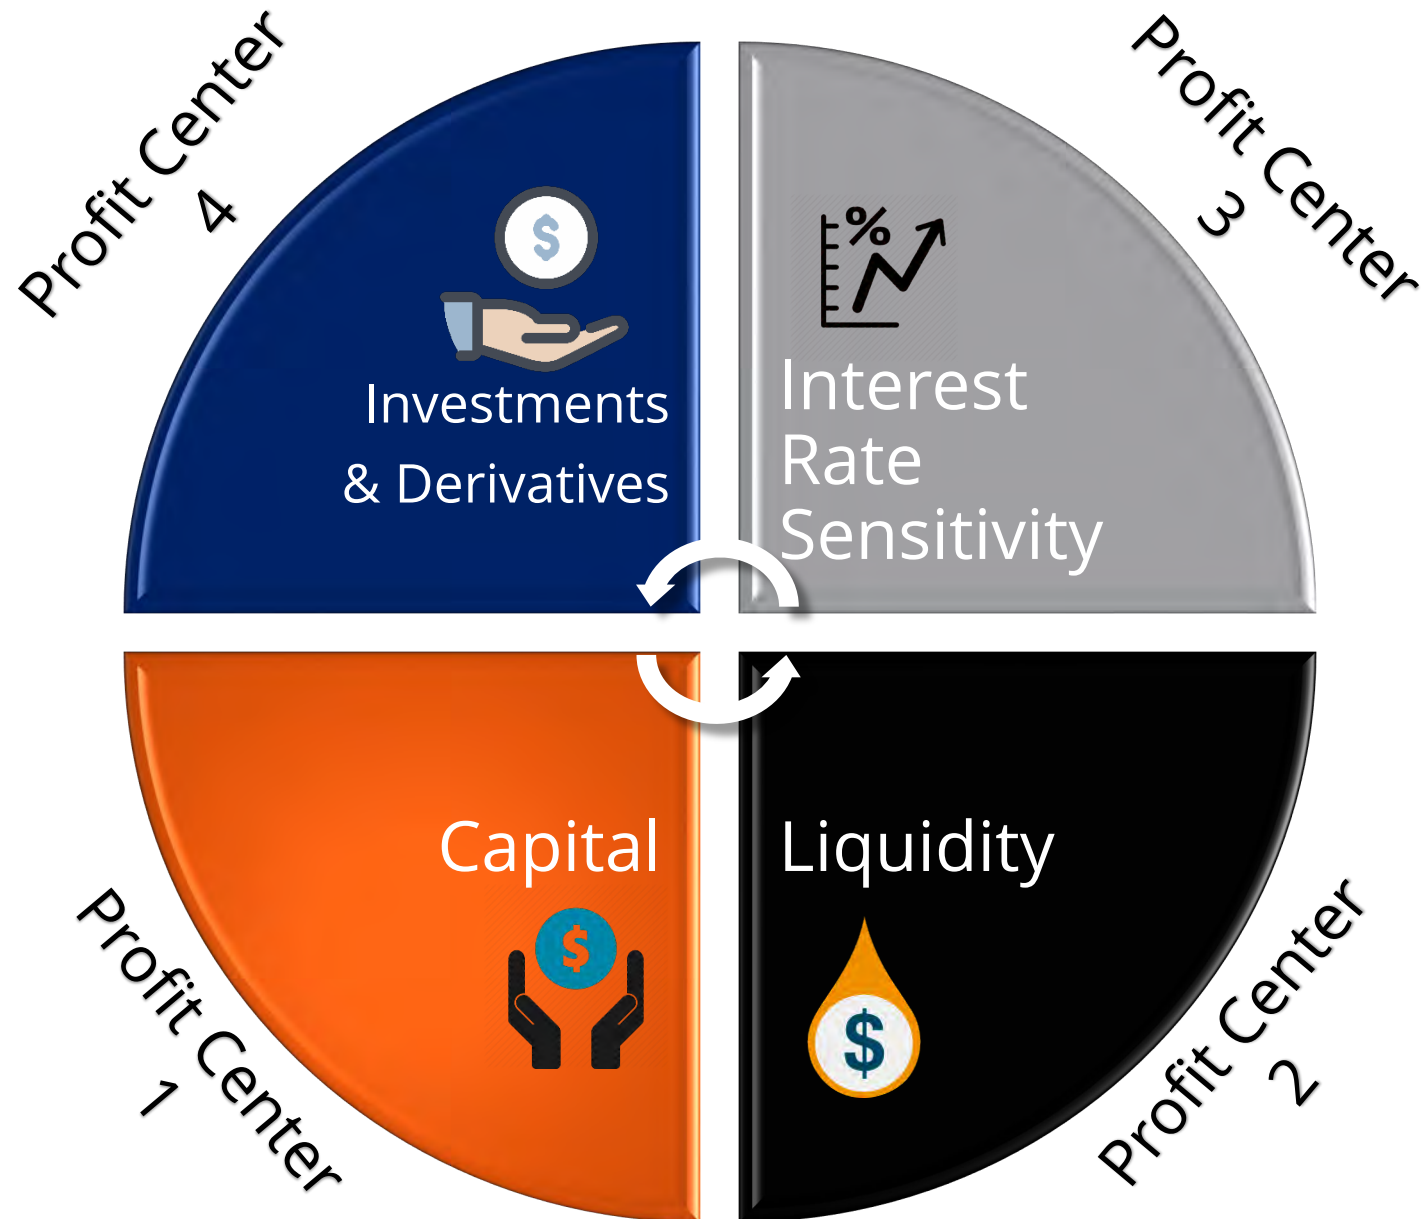 Profit Center
4
Profit Center
3
$
Investments
& Derivatives
%
Interest
Rate
Sensitivity
Capital
$
Liquidity
$
Profit Center
1
Profit Center
2